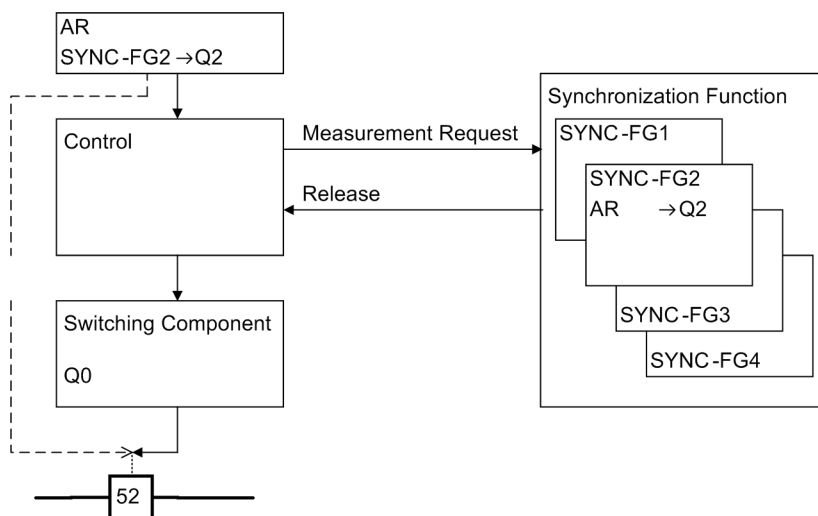 AR
SYNC-FG2 →Q2
Control
Measurement Request
Release
Switching Component
Q0
52
Synchronization Function
SYNC-FG1
SYNC-FG2
AR →Q2
SYNC-FG3
SYNC-FG4